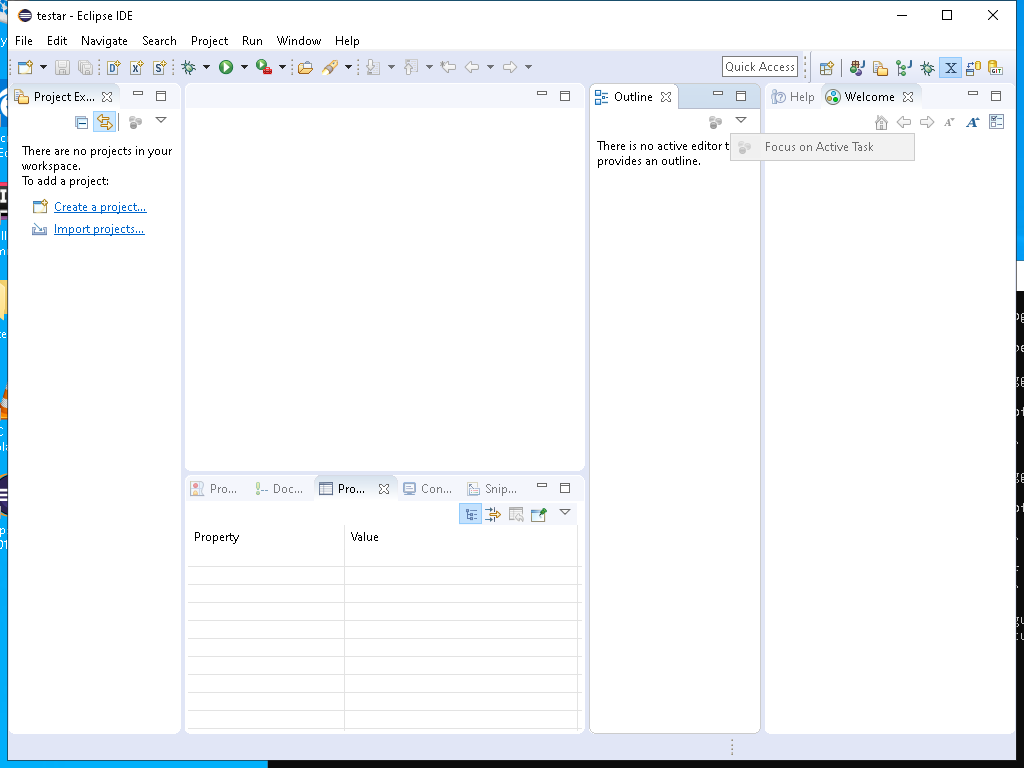 testar - Eclipse IDE
File Edit Navigate Search Project Run Window Help
Quick Access
Project Ex...
Outline
Help
Welcome
There are no projects in your
workspace.
To add a project:
Create a project...
Import projects...
There is no active editor t
provides an outline.
Focus on Active Task
Pro... Doc... Pro... Con... Snip...
Property Value